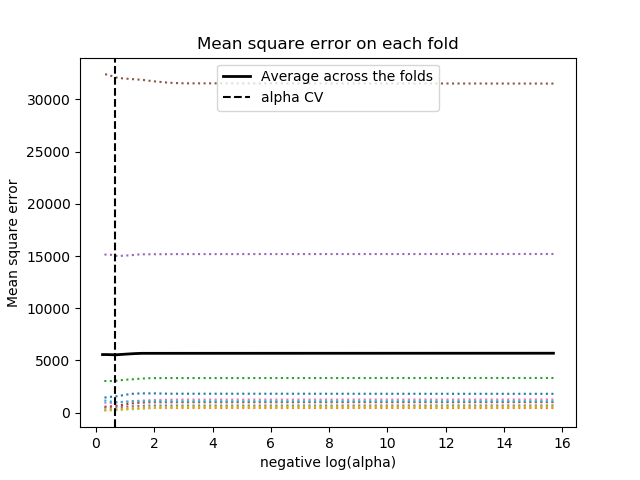 Mean square error on each fold
Average across the folds
alpha CV
Mean square error
30000
25000
20000
15000
10000
5000
0
0 2 4 6 8 10 12 14 16
negative log(alpha)